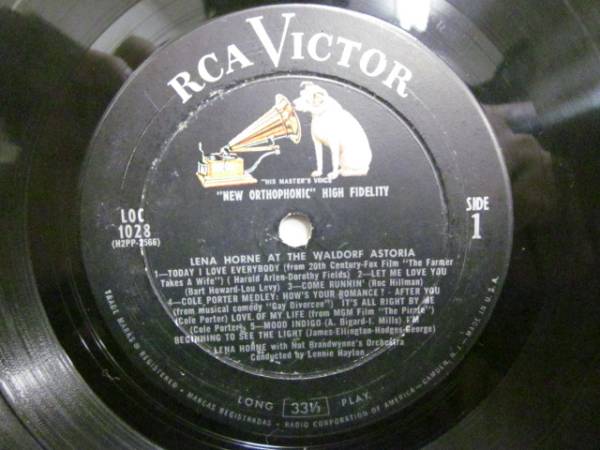 RCA VICTOR
"HIS MASTER'S VOICE"
"NEW ORTHOPHONIC" HIGH FIDELITY
LOC
1028
(H2PP-2566)
SIDE
1
LENA HORNE AT THE WALDORF ASTORIA
1—TODAY I LOVE EVERYBODY (from 20th Century-Fox Film "The Farmer
Takes A Wife") ( Harold Arlen-Dorothy Fields) 2—LET ME LOVE YOU
(Bart Howard-Lou Levy) 3—COME RUNNIN' (Roc Hillman)
4—COLE PORTER MEDLEY: HOW'S YOUR ROMANCE? - AFTER YOU
(from musical comedy "Gay Divorcee") - IT'S ALL RIGHT BY ME
(Cole Porter) LOVE OF MY LIFE (from MGM Film "The Pirate")
(Cole Porter) 5—MOOD INDIGO (A. Bigard-I. Mills) I'M
BEGINNING TO SEE THE LIGHT (James-Ellington-Hodges-George)
LENA HORNE with Nat Brandwynne's Orchestra
Conducted by Lennie Hayton
LONG 33⅓ PLAY
TRADE MARKS ® REGISTERED • MARCAS REGISTRADAS • RADIO CORPORATION OF AMERICA — CAMDEN, N. J. — MADE IN U.S.A.